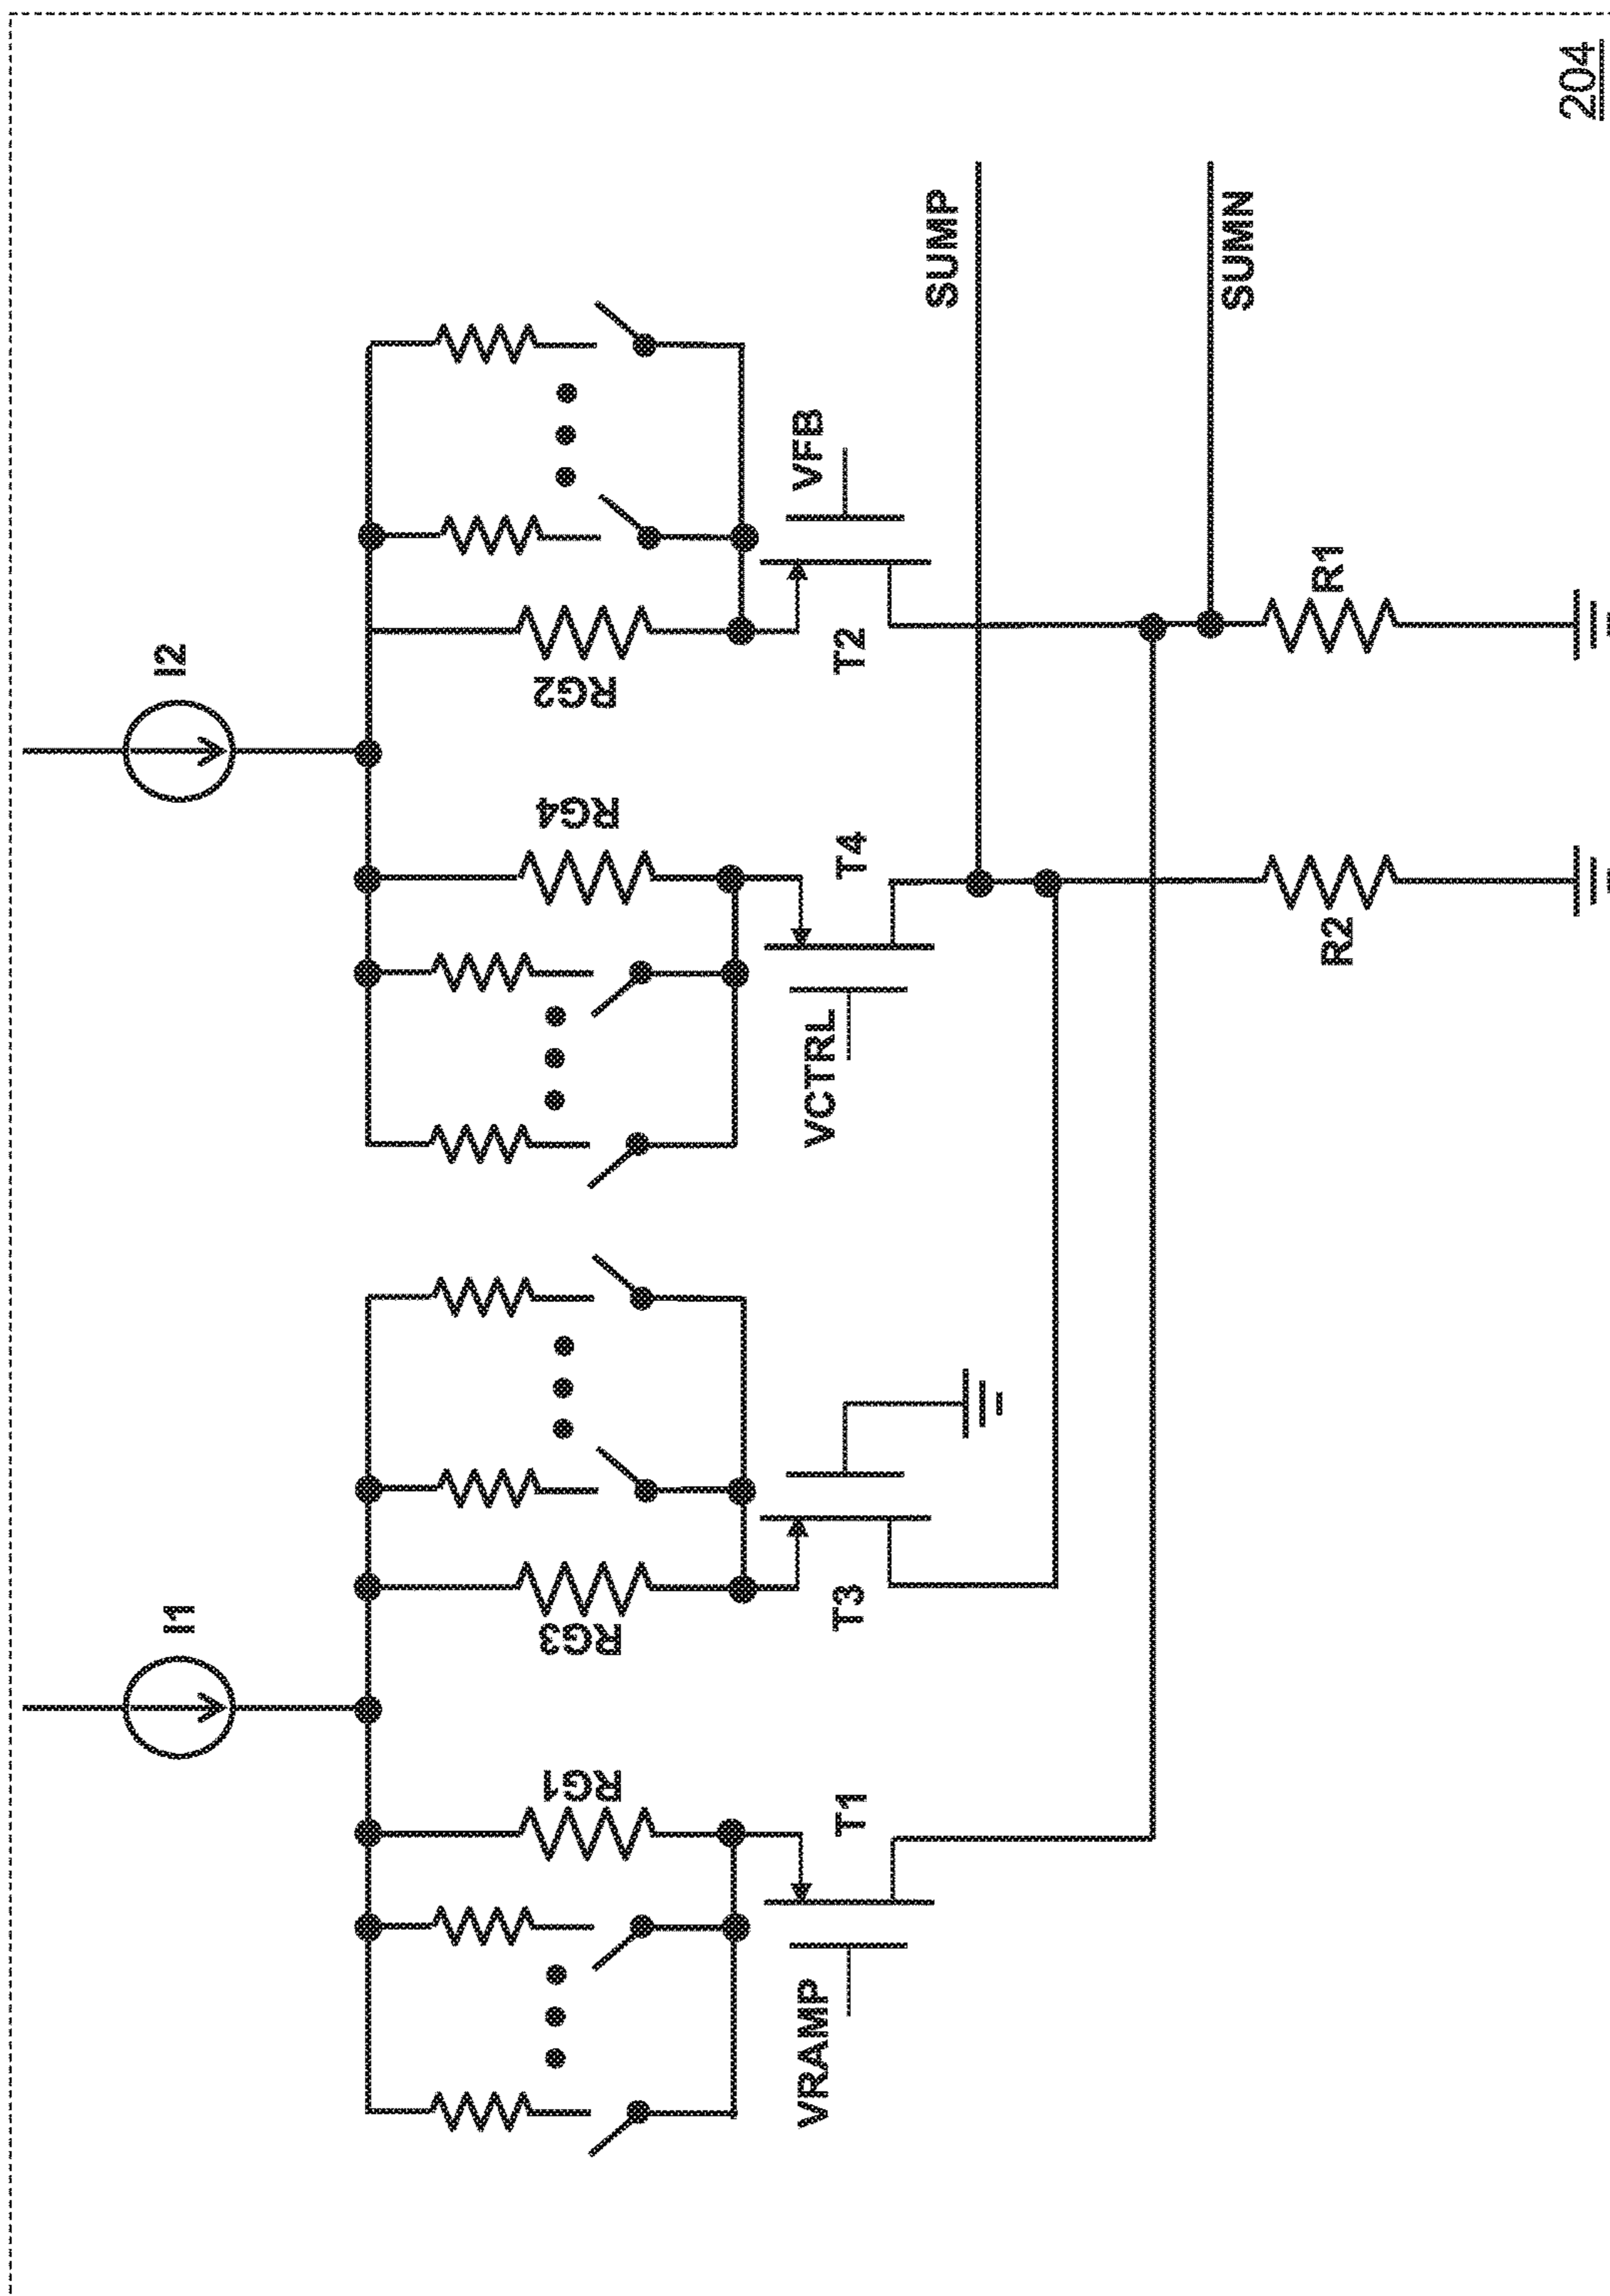 204
I1
I2
RG1
RG3
RG4
RG2
VRAMP
T1
T3
VCTRL
T4
T2
VFB
SUMP
SUMN
R2
R1